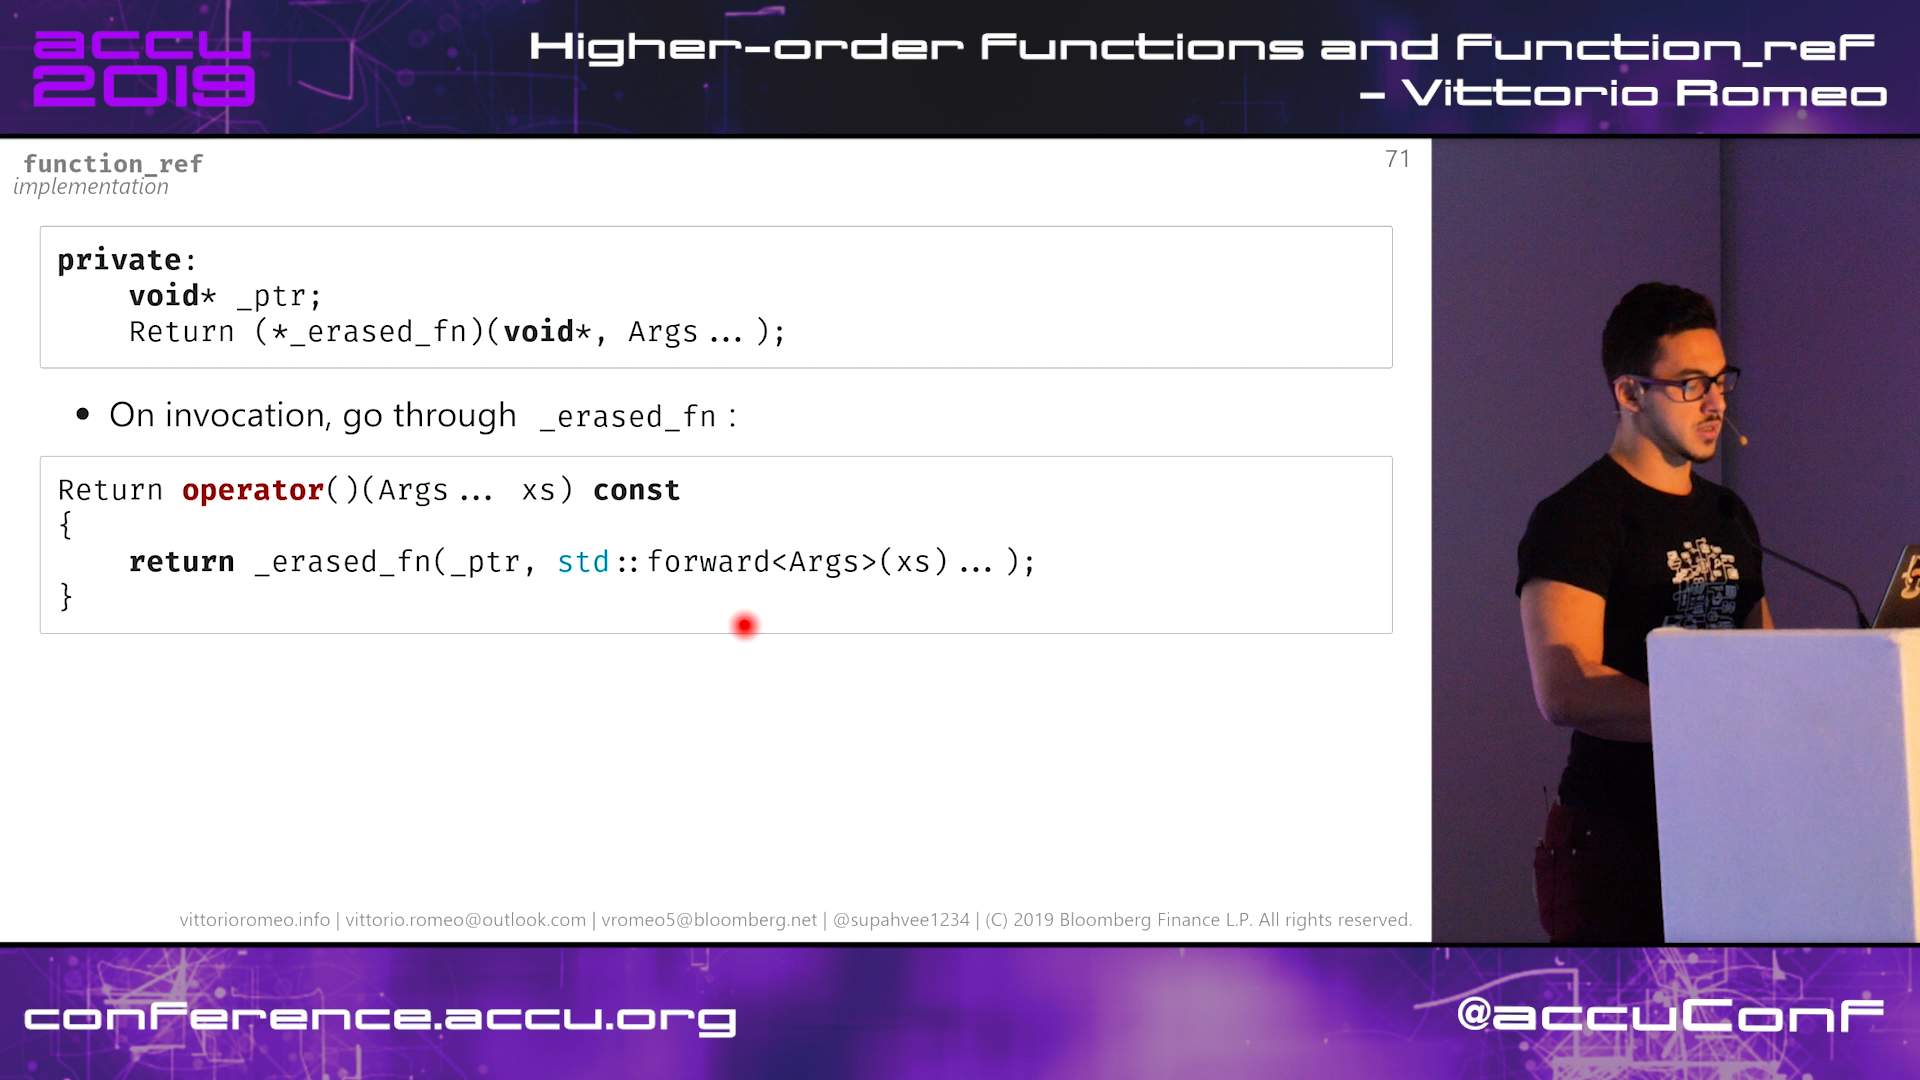 accu
2019
Higher-order Functions and function_ref
- Vittorio Romeo
function_ref
implementation
71
private:
void* _ptr;
Return (*_erased_fn)(void*, Args...);
• On invocation, go through _erased_fn:
Return operator()(Args... xs) const
{
return _erased_fn(_ptr, std::forward<Args>(xs)...);
}
vittorioromeo.info | vittorio.romeo@outlook.com | vromeo5@bloomberg.net | @supahvee1234 | (C) 2019 Bloomberg Finance L.P. All rights reserved.
conference.accu.org
@accuConf